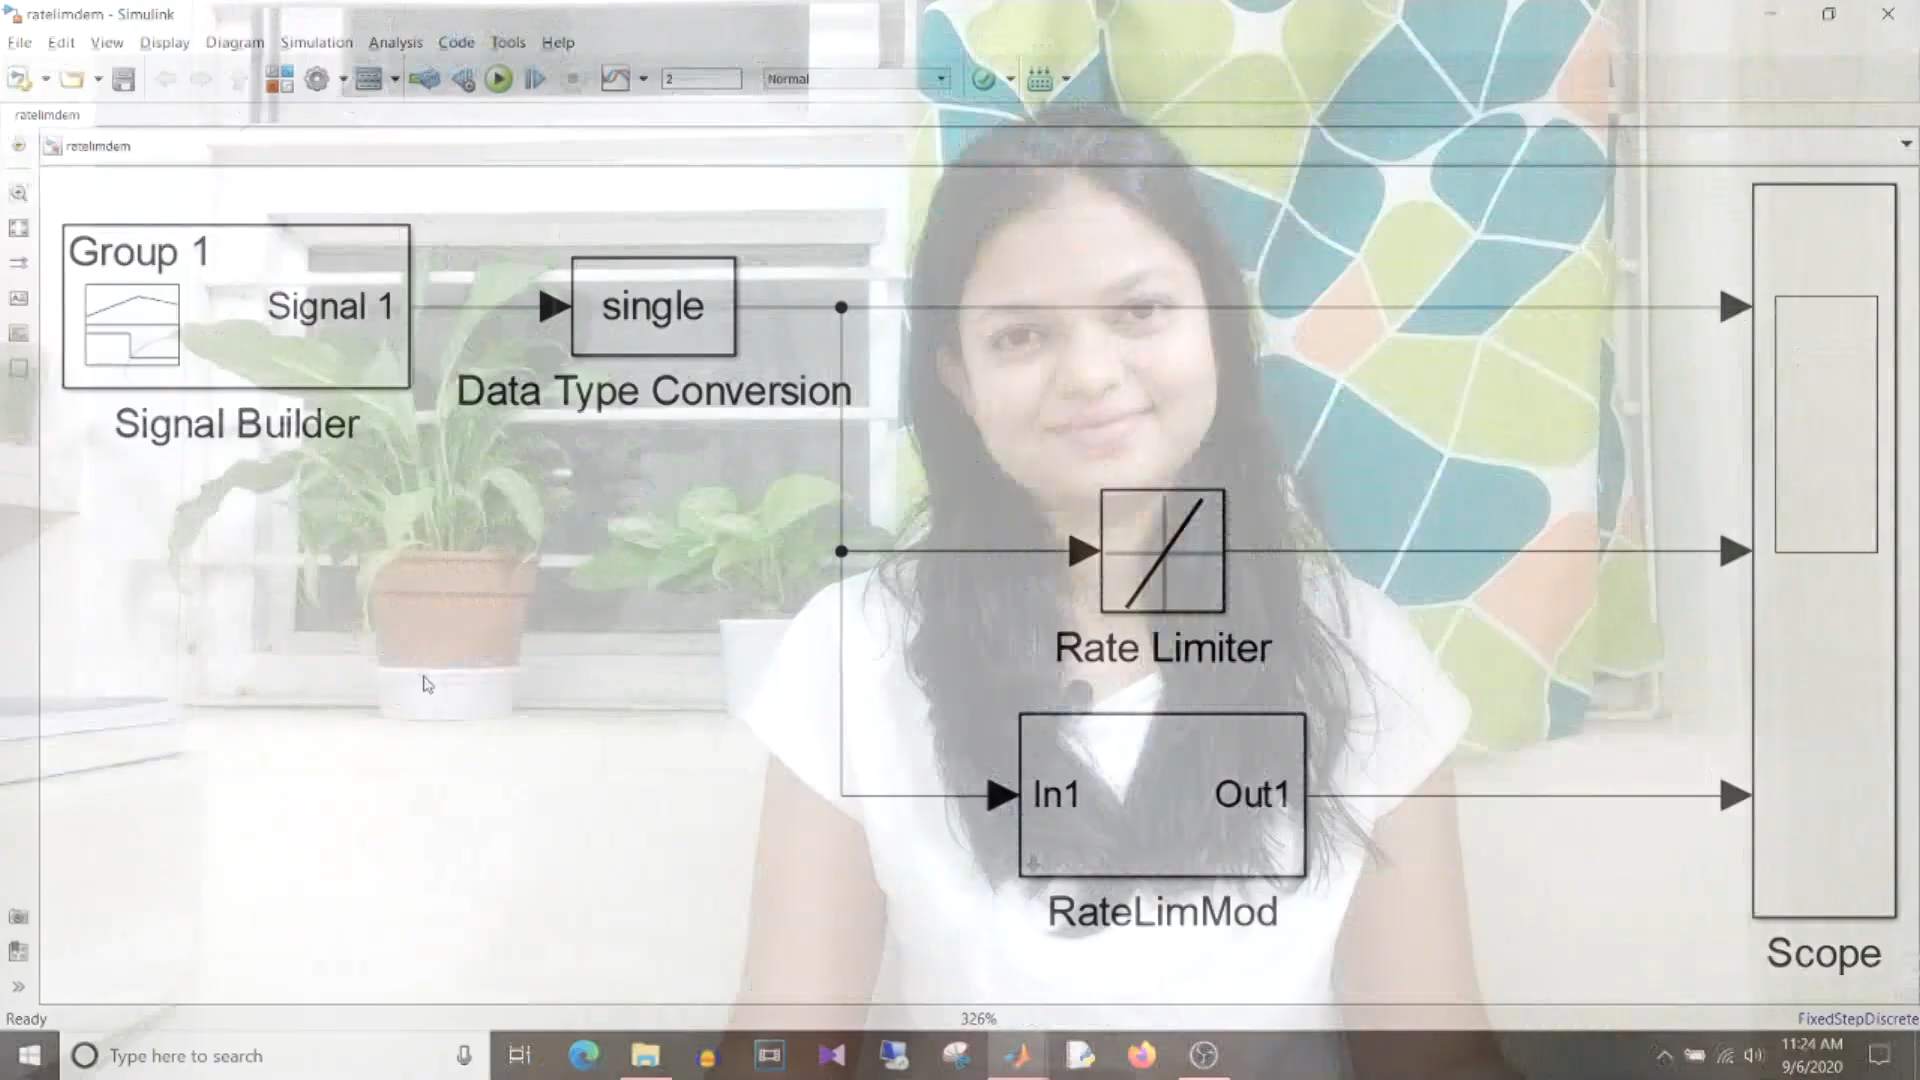 ratelimdem - Simulink
File Edit View Display Diagram Simulation Analysis Code Tools Help
2 Normal
ratelimdem
ratelimdem
Group 1
Signal 1
single
Data Type Conversion
Signal Builder
Rate Limiter
In1 Out1
RateLimMod
Scope
Ready 326% FixedStepDiscrete
Type here to search
11:24 AM
9/6/2020